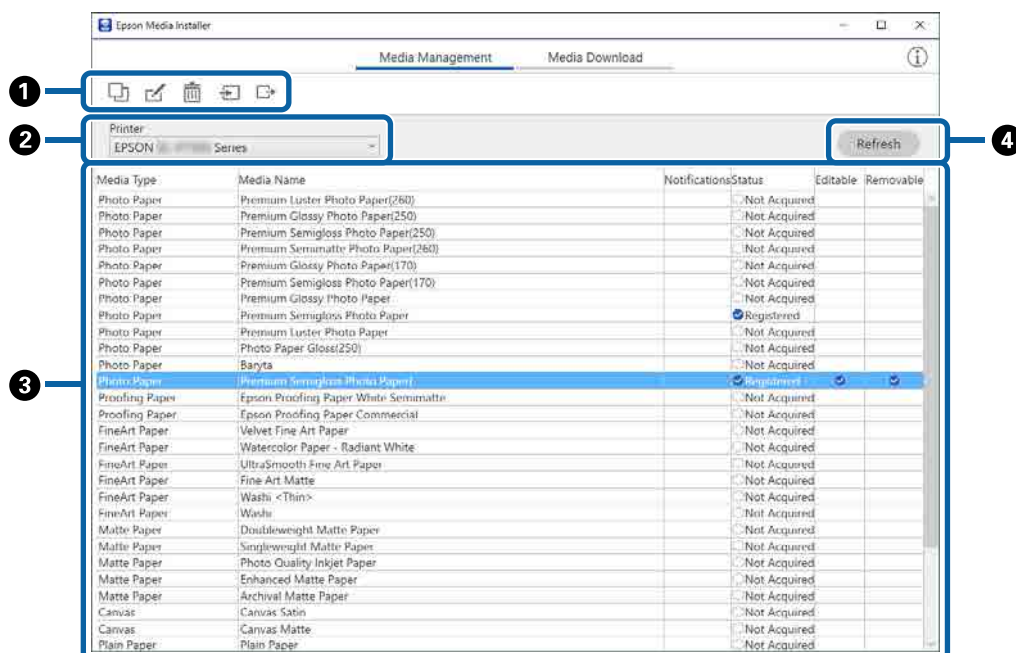 Epson Media Installer
Media Management Media Download
1
2 Printer
EPSON Series Refresh 4
Media Type Media Name Notifications Status Editable Removable
Photo Paper Premium Luster Photo Paper(260) Not Acquired
Photo Paper Premium Glossy Photo Paper(250) Not Acquired
Photo Paper Premium Semigloss Photo Paper(250) Not Acquired
Photo Paper Premium Semimatte Photo Paper(260) Not Acquired
Photo Paper Premium Glossy Photo Paper(170) Not Acquired
Photo Paper Premium Semigloss Photo Paper(170) Not Acquired
Photo Paper Premium Glossy Photo Paper Not Acquired
Photo Paper Premium Semigloss Photo Paper Registered
Photo Paper Premium Luster Photo Paper Not Acquired
Photo Paper Photo Paper Gloss(250) Not Acquired
Photo Paper Baryta Not Acquired
3 Photo Paper Premium Semigloss Photo Registered
Proofing Paper Epson Proofing Paper White Semimatte Not Acquired
Proofing Paper Epson Proofing Paper Commercial Not Acquired
FineArt Paper Velvet Fine Art Paper Not Acquired
FineArt Paper Watercolor Paper - Radiant White Not Acquired
FineArt Paper UltraSmooth Fine Art Paper Not Acquired
FineArt Paper Fine Art Matte Not Acquired
FineArt Paper Washi <Thin> Not Acquired
FineArt Paper Washi Not Acquired
Matte Paper Doubleweight Matte Paper Not Acquired
Matte Paper Singleweight Matte Paper Not Acquired
Matte Paper Photo Quality Inkjet Paper Not Acquired
Matte Paper Enhanced Matte Paper Not Acquired
Matte Paper Archival Matte Paper Not Acquired
Canvas Canvas Satin Not Acquired
Canvas Canvas Matte Not Acquired
Plain Paper Plain Paper Not Acquired